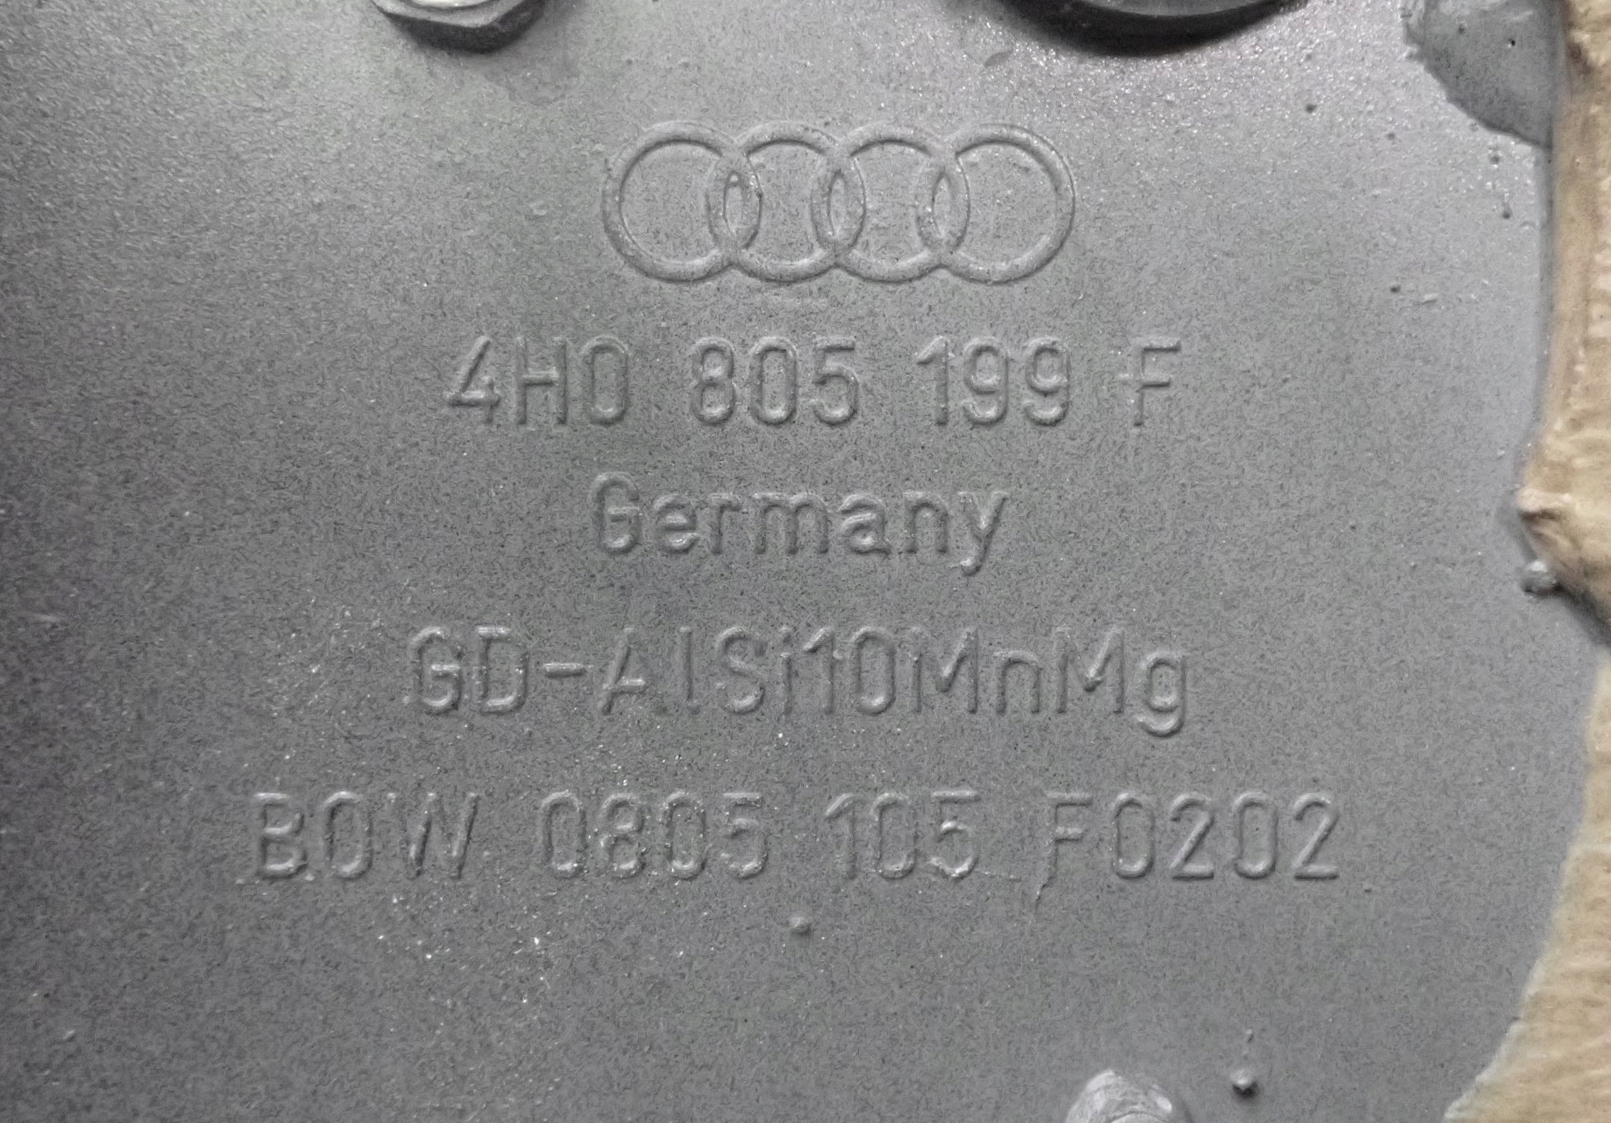 4H0 805 199 F
Germany
GD-AlSi10MnMg
BOW 0805 105 F0202